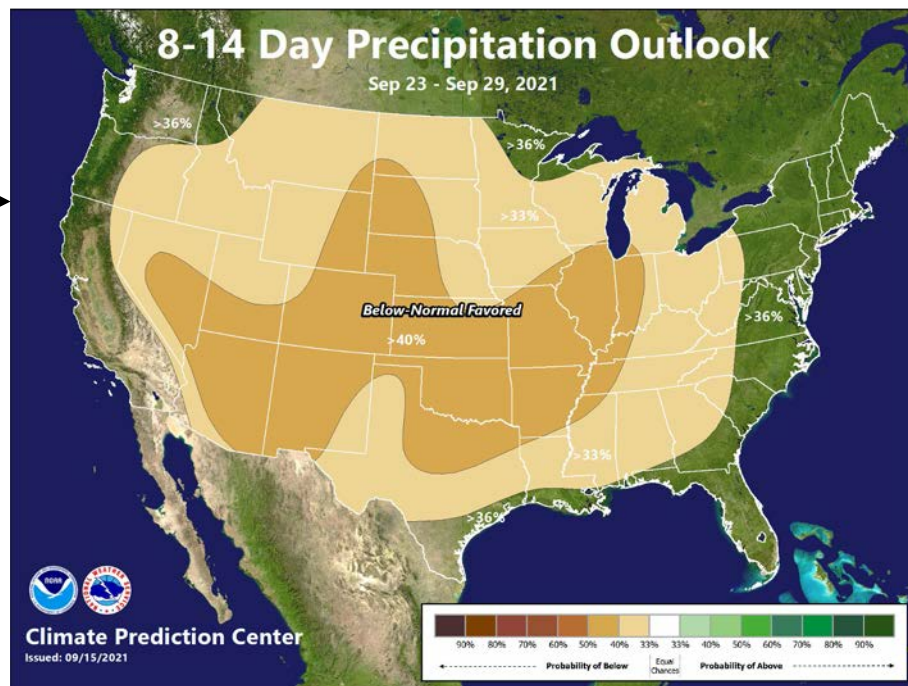 8-14 Day Precipitation Outlook
Sep 23 - Sep 29, 2021
>36%
>36%
>33%
Below-Normal Favored
>36%
>40%
>33%
>36%
NOAA
Climate Prediction Center
Issued: 09/15/2021
90% 80% 70% 60% 50% 40% 33% 33% 40% 50% 60% 70% 80% 90%
Probability of Below Equal Chances Probability of Above